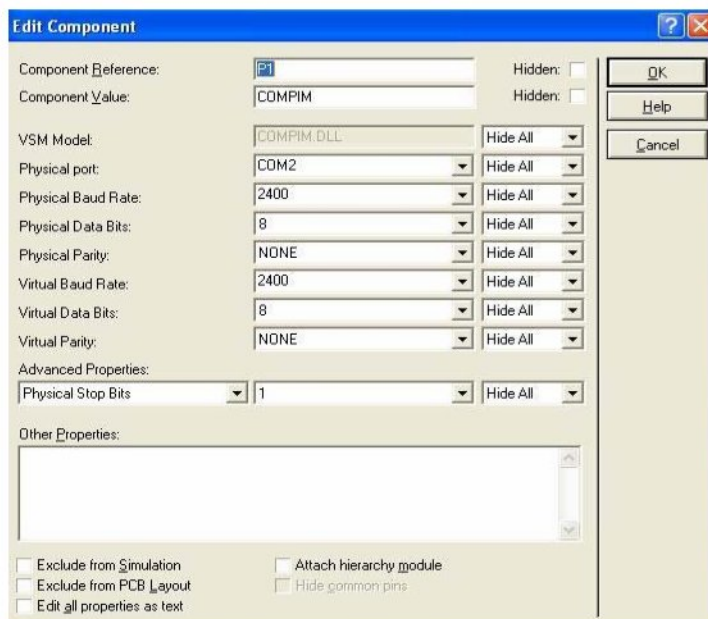 Edit Component
Component Reference: P1 Hidden:
Component Value: COMPIM Hidden:
VSM Model: COMPIM.DLL Hide All
Physical port: COM2 Hide All
Physical Baud Rate: 2400 Hide All
Physical Data Bits: 8 Hide All
Physical Parity: NONE Hide All
Virtual Baud Rate: 2400 Hide All
Virtual Data Bits: 8 Hide All
Virtual Parity: NONE Hide All
Advanced Properties:
Physical Stop Bits 1 Hide All
Other Properties:
Exclude from Simulation Attach hierarchy module
Exclude from PCB Layout Hide common pins
Edit all properties as text
OK
Help
Cancel